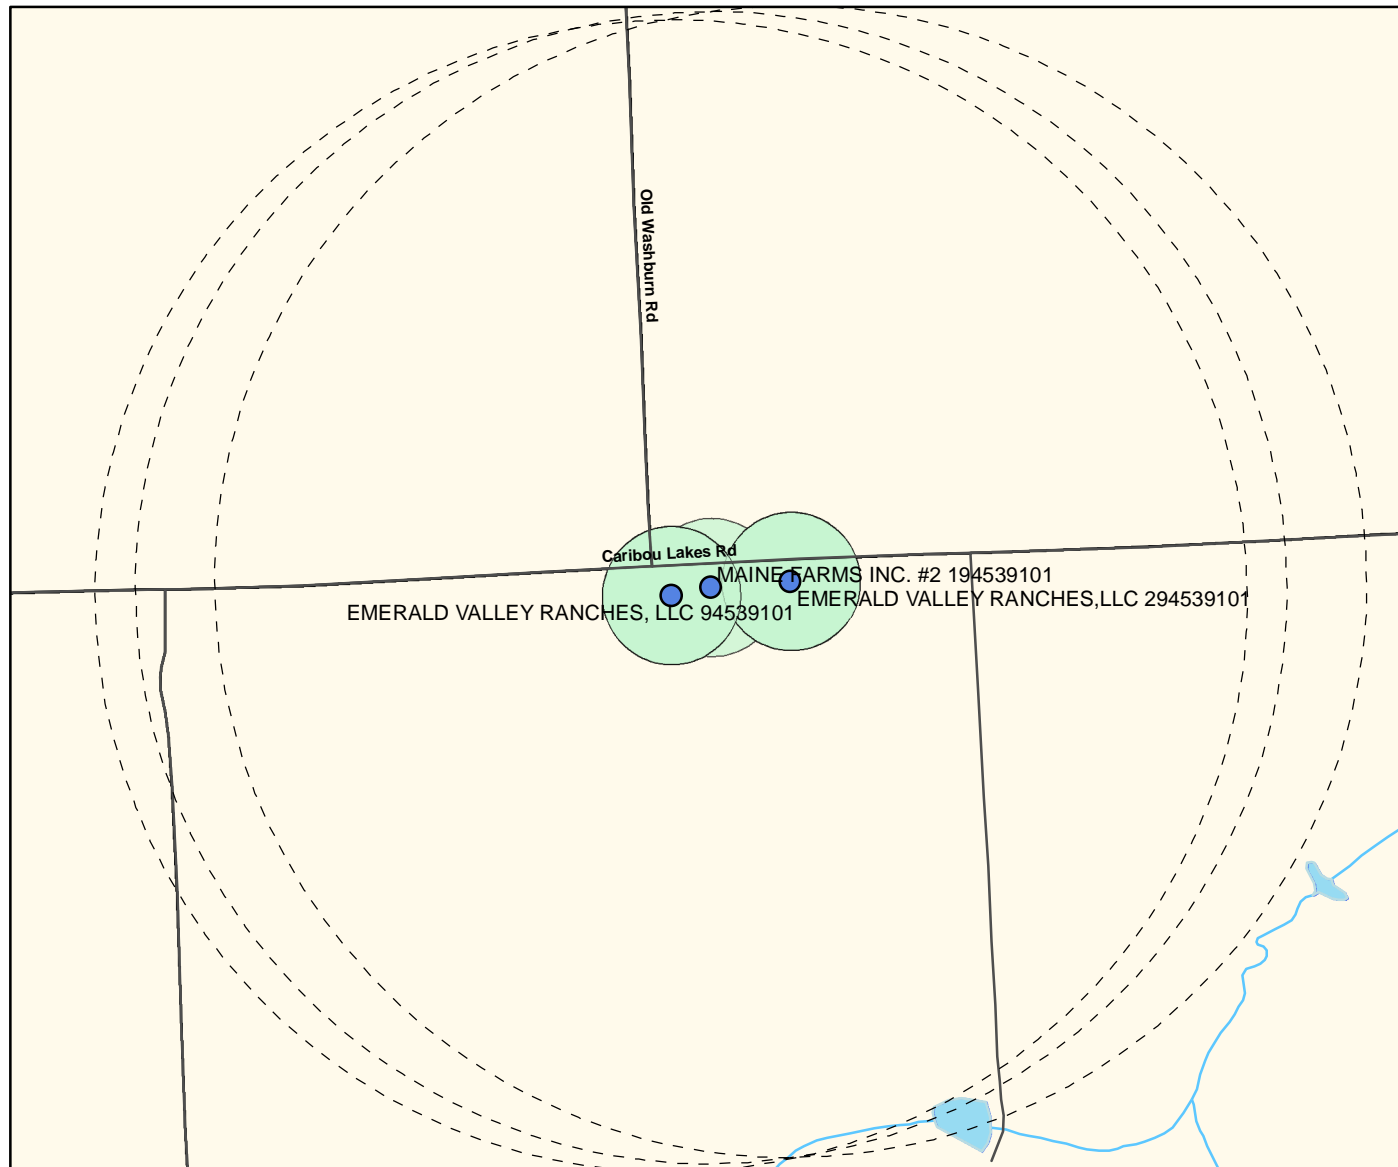 Old Washburn Rd
Caribou Lakes Rd
MAINE FARMS INC. #2 194539101
EMERALD VALLEY RANCHES,LLC 294539101
EMERALD VALLEY RANCHES, LLC 94539101